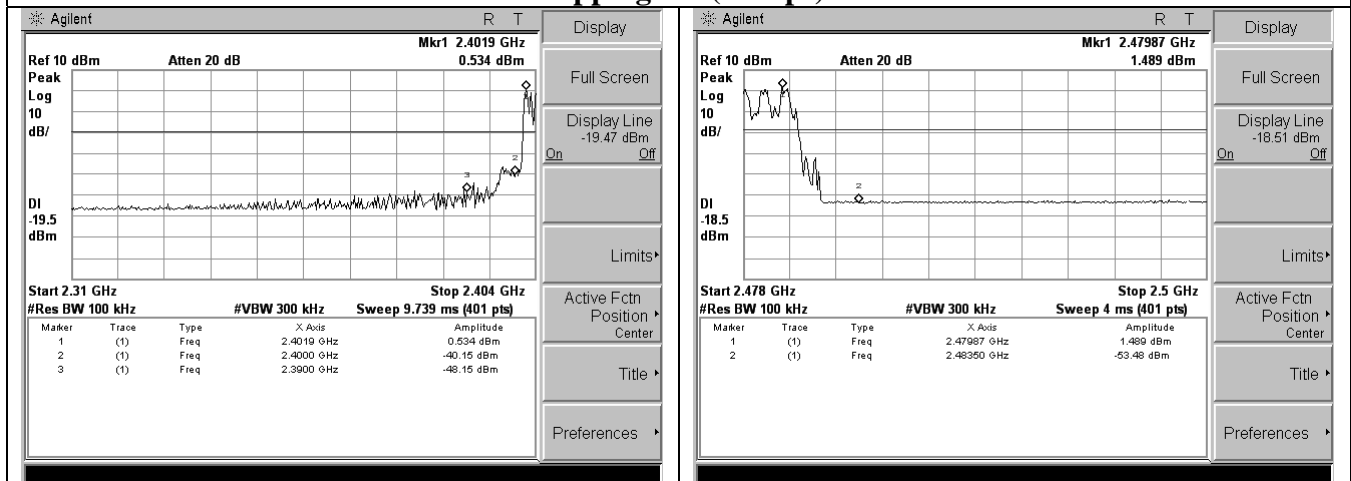 Agilent R T
Mkr1 2.4019 GHz
Ref 10 dBm Atten 20 dB 0.534 dBm
Peak
Log
10
dB/
2
3
DI
-19.5
dBm
Start 2.31 GHz Stop 2.404 GHz
#Res BW 100 kHz #VBW 300 kHz Sweep 9.739 ms (401 pts)
Marker Trace Type X Axis Amplitude
1 (1) Freq 2.4019 GHz 0.534 dBm
2 (1) Freq 2.4000 GHz -40.15 dBm
3 (1) Freq 2.3900 GHz -48.15 dBm
Display
Full Screen
Display Line
-19.47 dBm
On Off
Limits
Active Fctn
Position
Center
Title
Preferences
Agilent R T
Mkr1 2.47987 GHz
Ref 10 dBm Atten 20 dB 1.489 dBm
Peak
Log
10
dB/
2
DI
-18.5
dBm
Start 2.478 GHz Stop 2.5 GHz
#Res BW 100 kHz #VBW 300 kHz Sweep 4 ms (401 pts)
Marker Trace Type X Axis Amplitude
1 (1) Freq 2.47987 GHz 1.489 dBm
2 (1) Freq 2.48350 GHz -53.48 dBm
Display
Full Screen
Display Line
-18.51 dBm
On Off
Limits
Active Fctn
Position
Center
Title
Preferences